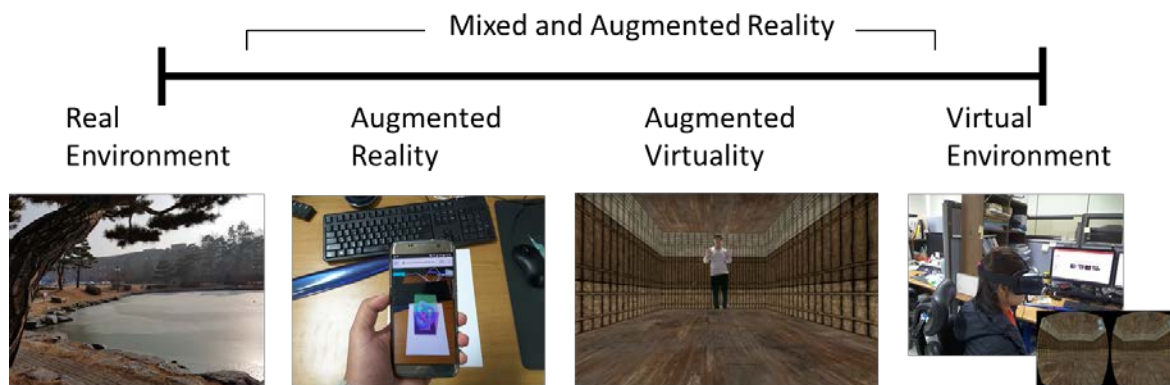 Mixed and Augmented Reality
Real
Environment
Augmented
Reality
Augmented
Virtuality
Virtual
Environment